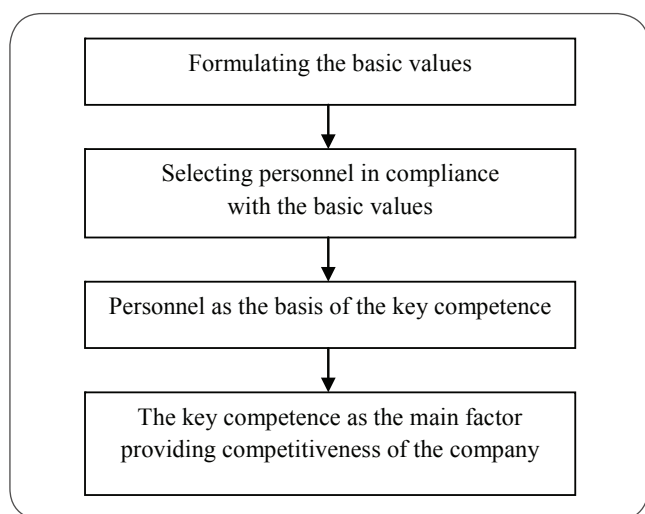 Formulating the basic values
Selecting personnel in compliance
with the basic values
Personnel as the basis of the key competence
The key competence as the main factor
providing competitiveness of the company